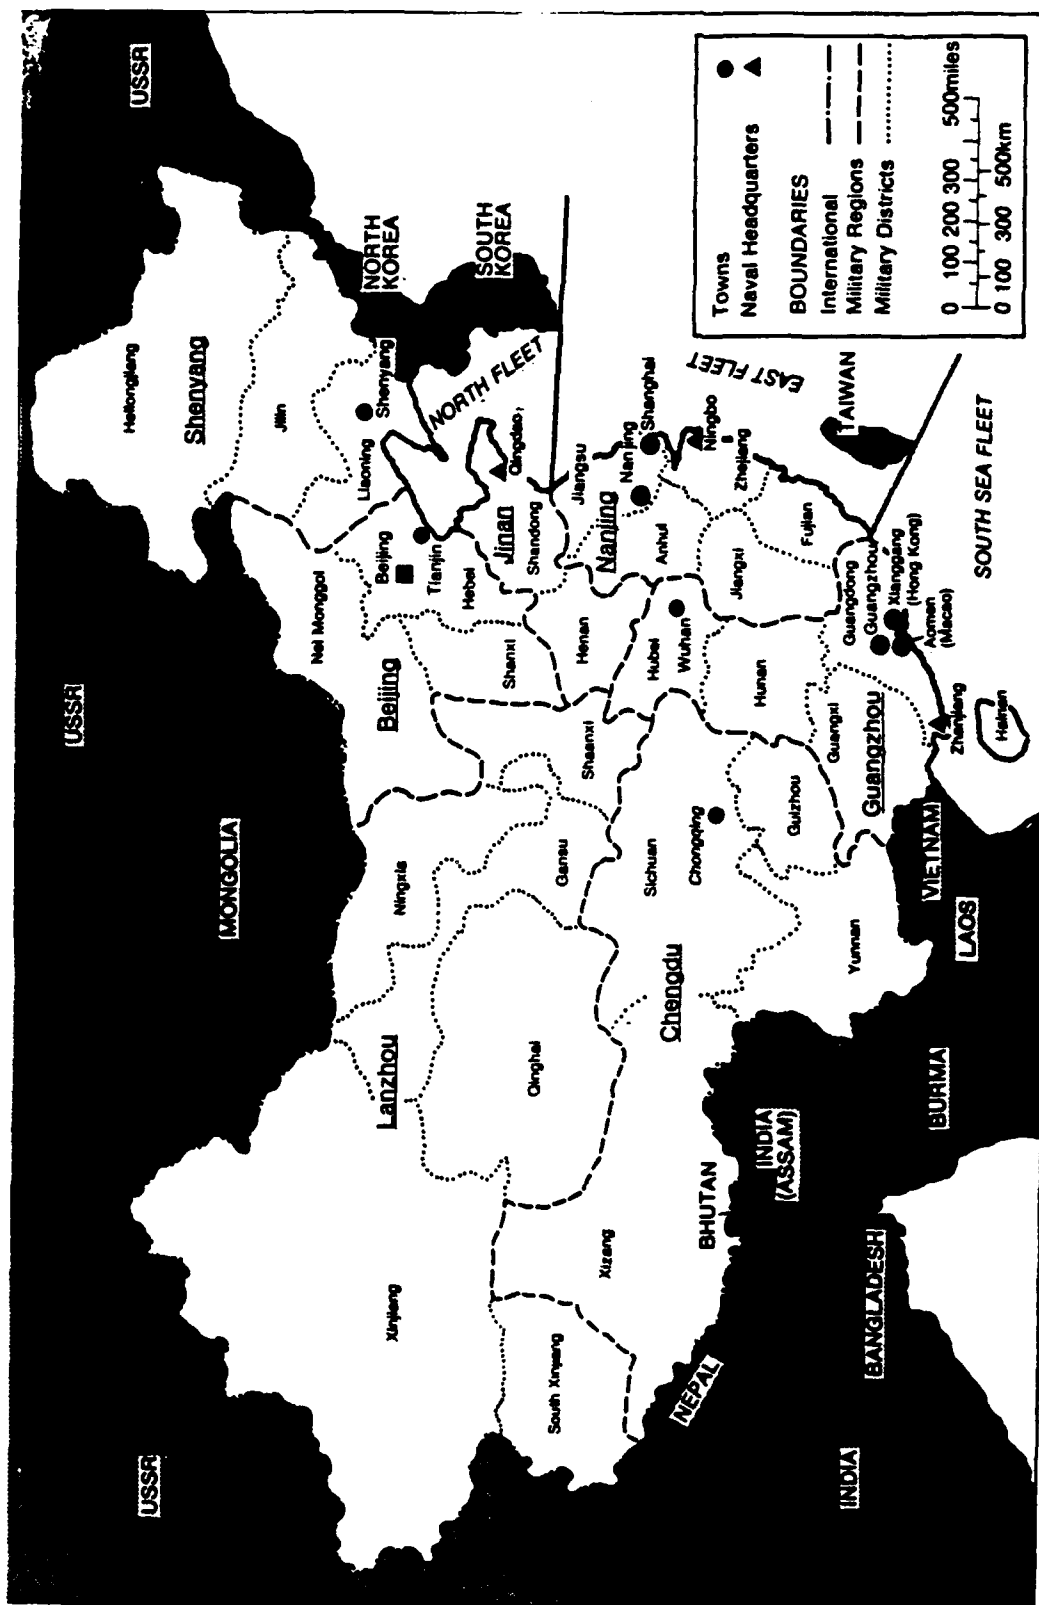 USSR
USSR
USSR
MONGOLIA
Heilongjiang
Shenyang
Jilin
Liaoning
Shenyang
NORTH
KOREA
SOUTH
KOREA
NORTH FLEET
Nei Monggol
Beijing
Beijing
Tianjin
Hebei
Shanxi
Jinan
Shandong
Qingdao
Xinjiang
Lanzhou
Ningxia
Gansu
Shaanxi
Qinghai
South Xinjiang
Henan
Jiangsu
Nanjing
Nanjing
Shanghai
Anhui
Ningbo
Zhejiang
EAST FLEET
Hubei
Wuhan
Xizang
Chengdu
Sichuan
Chongqing
Hunan
Jiangxi
Fujian
TAIWAN
Guizhou
Yunnan
Guangxi
Guangzhou
Guangdong
Guangzhou
Xianggang
(Hong Kong)
Aomen
(Macao)
Zhanjiang
Hainan
SOUTH SEA FLEET
NEPAL
BHUTAN
INDIA
(ASSAM)
INDIA
BANGLADESH
BURMA
LAOS
VIETNAM
Towns
Naval Headquarters
BOUNDARIES
International
Military Regions
Military Districts
0 100 200 300 500miles
0 100 300 500km